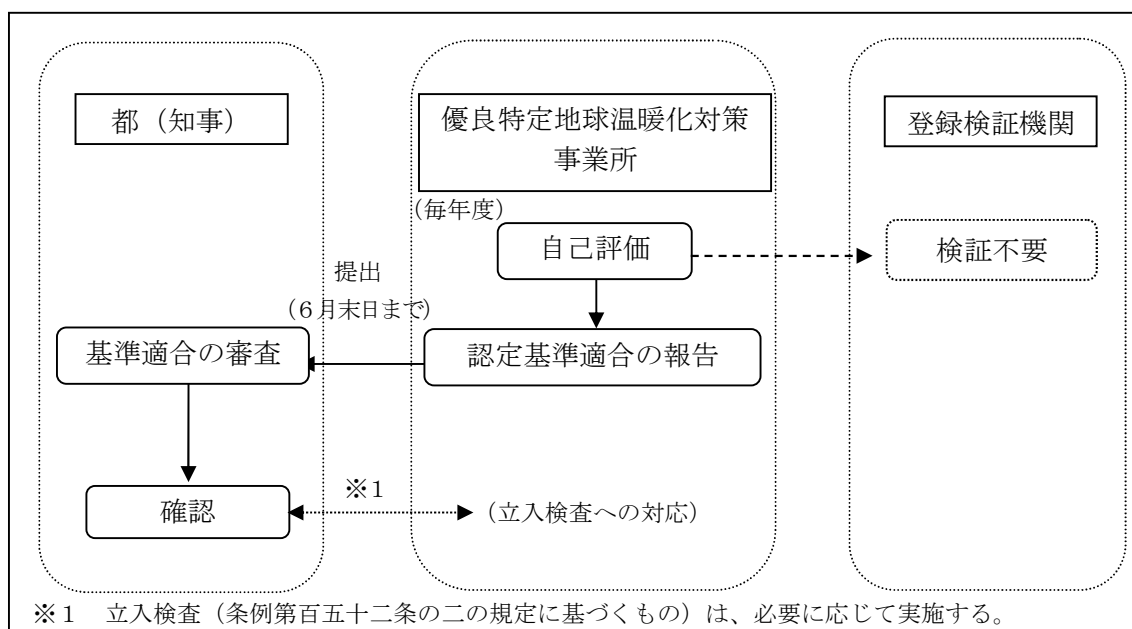 都（知事）
優良特定地球温暖化対策
事業所
登録検証機関
（毎年度）
自己評価
検証不要
提出
（６月末日まで）
基準適合の審査
認定基準適合の報告
確認
※１
（立入検査への対応）
※１　立入検査（条例第百五十二条の二の規定に基づくもの）は、必要に応じて実施する。